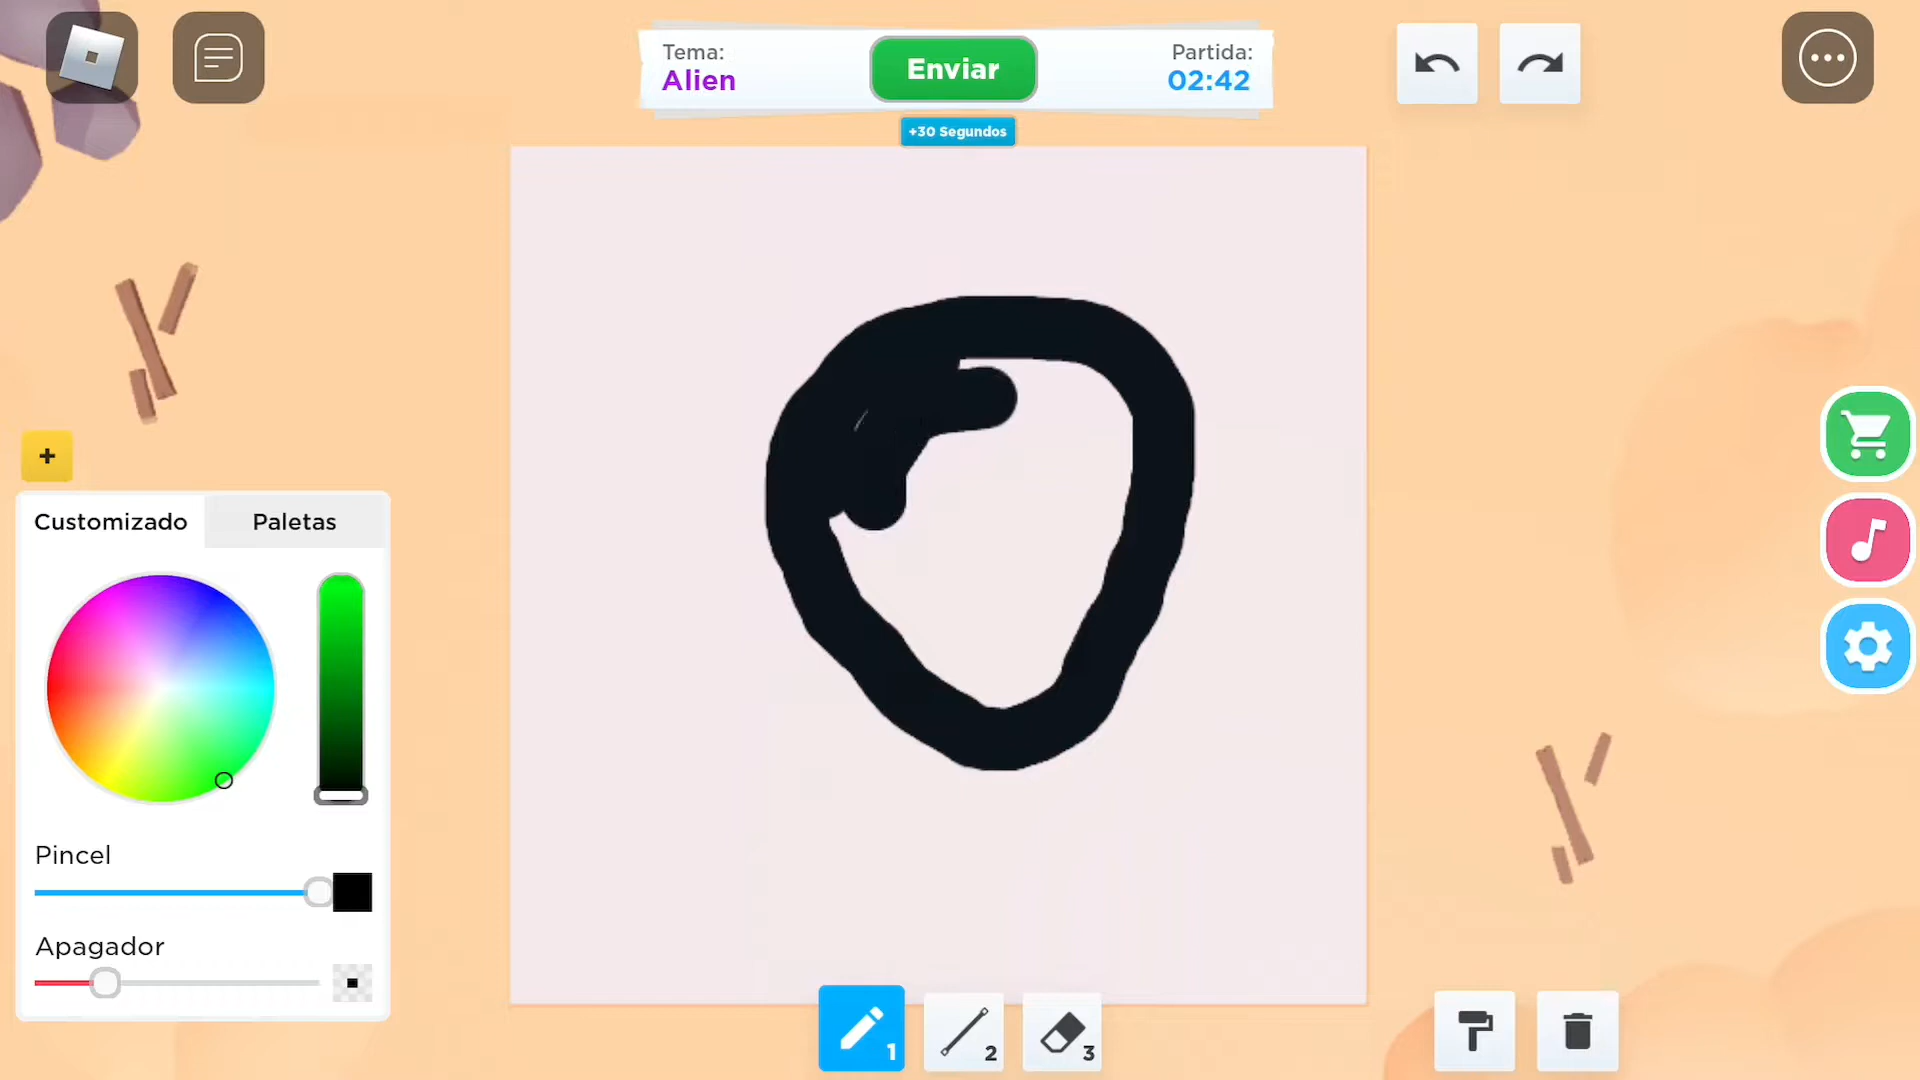 Tema:
Alien
Enviar
Partida:
02:42
+30 Segundos
+
Customizado
Paletas
Pincel
Apagador
1
2
3